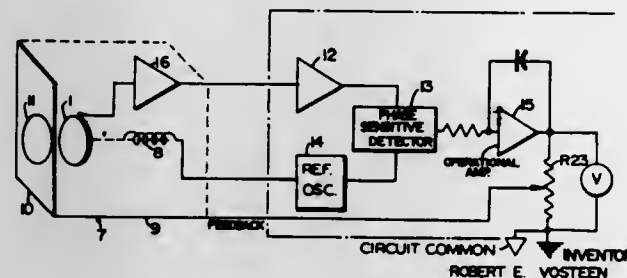 16
12
11
1
13
PHASE
SENSITIVE
DETECTOR
15
14
8
REF.
OSC.
OPERATIONAL
AMP.
R23
V
10
7
9
FEEDBACK
CIRCUIT COMMON
INVENTOR
ROBERT E. VOSTEEN